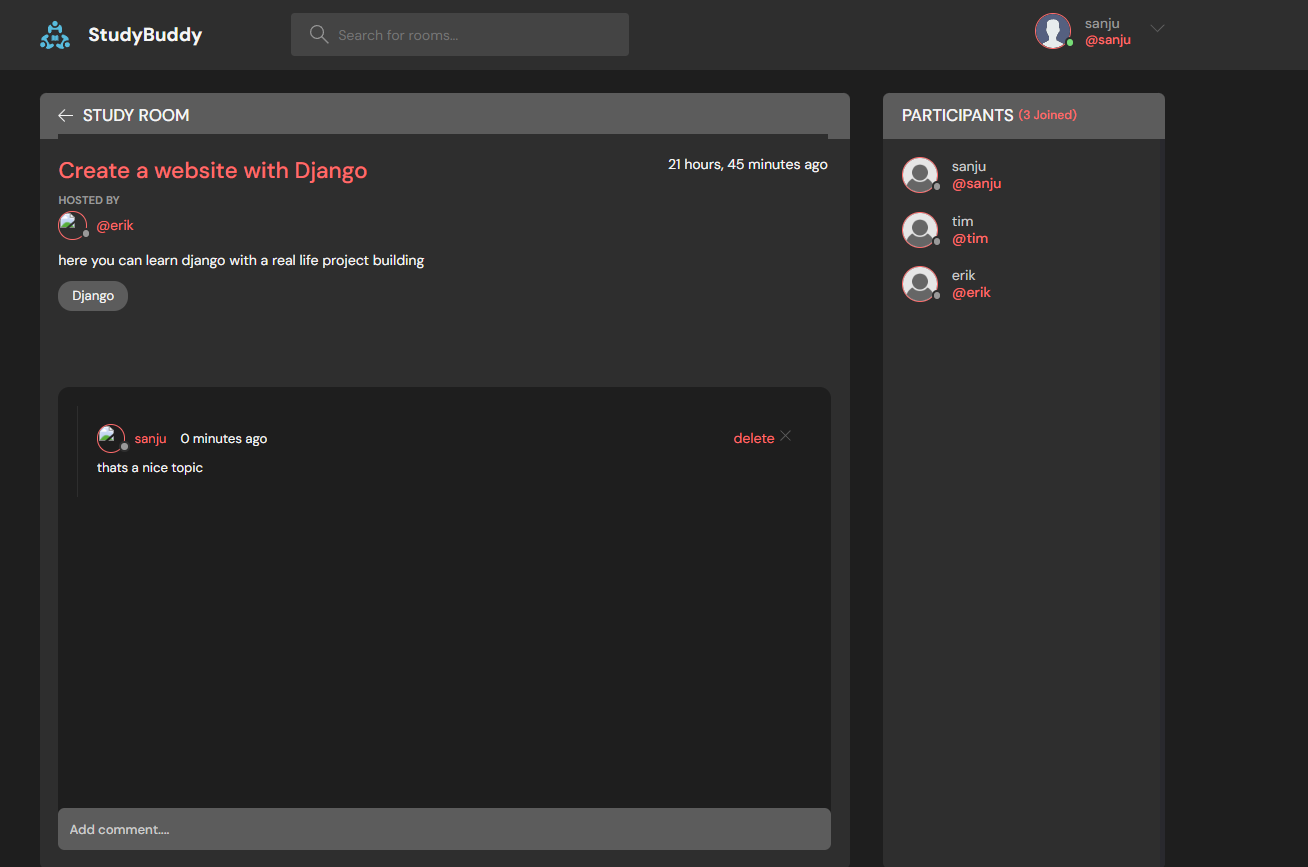 StudyBuddy
Search for rooms...
sanju
@sanju
STUDY ROOM
Create a website with Django
21 hours, 45 minutes ago
HOSTED BY
@erik
here you can learn django with a real life project building
Django
sanju 0 minutes ago
delete
thats a nice topic
Add comment....
PARTICIPANTS (3 Joined)
sanju
@sanju
tim
@tim
erik
@erik